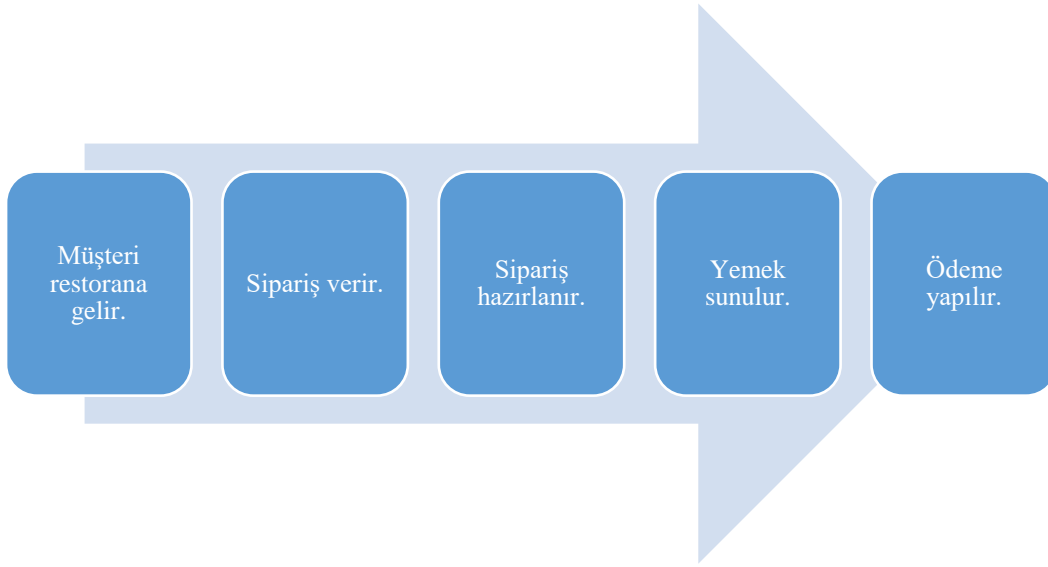 Müşteri
restorana
gelir.
Sipariş verir.
Sipariş
hazırlanır.
Yemek
sunulur.
Ödeme
yapılır.